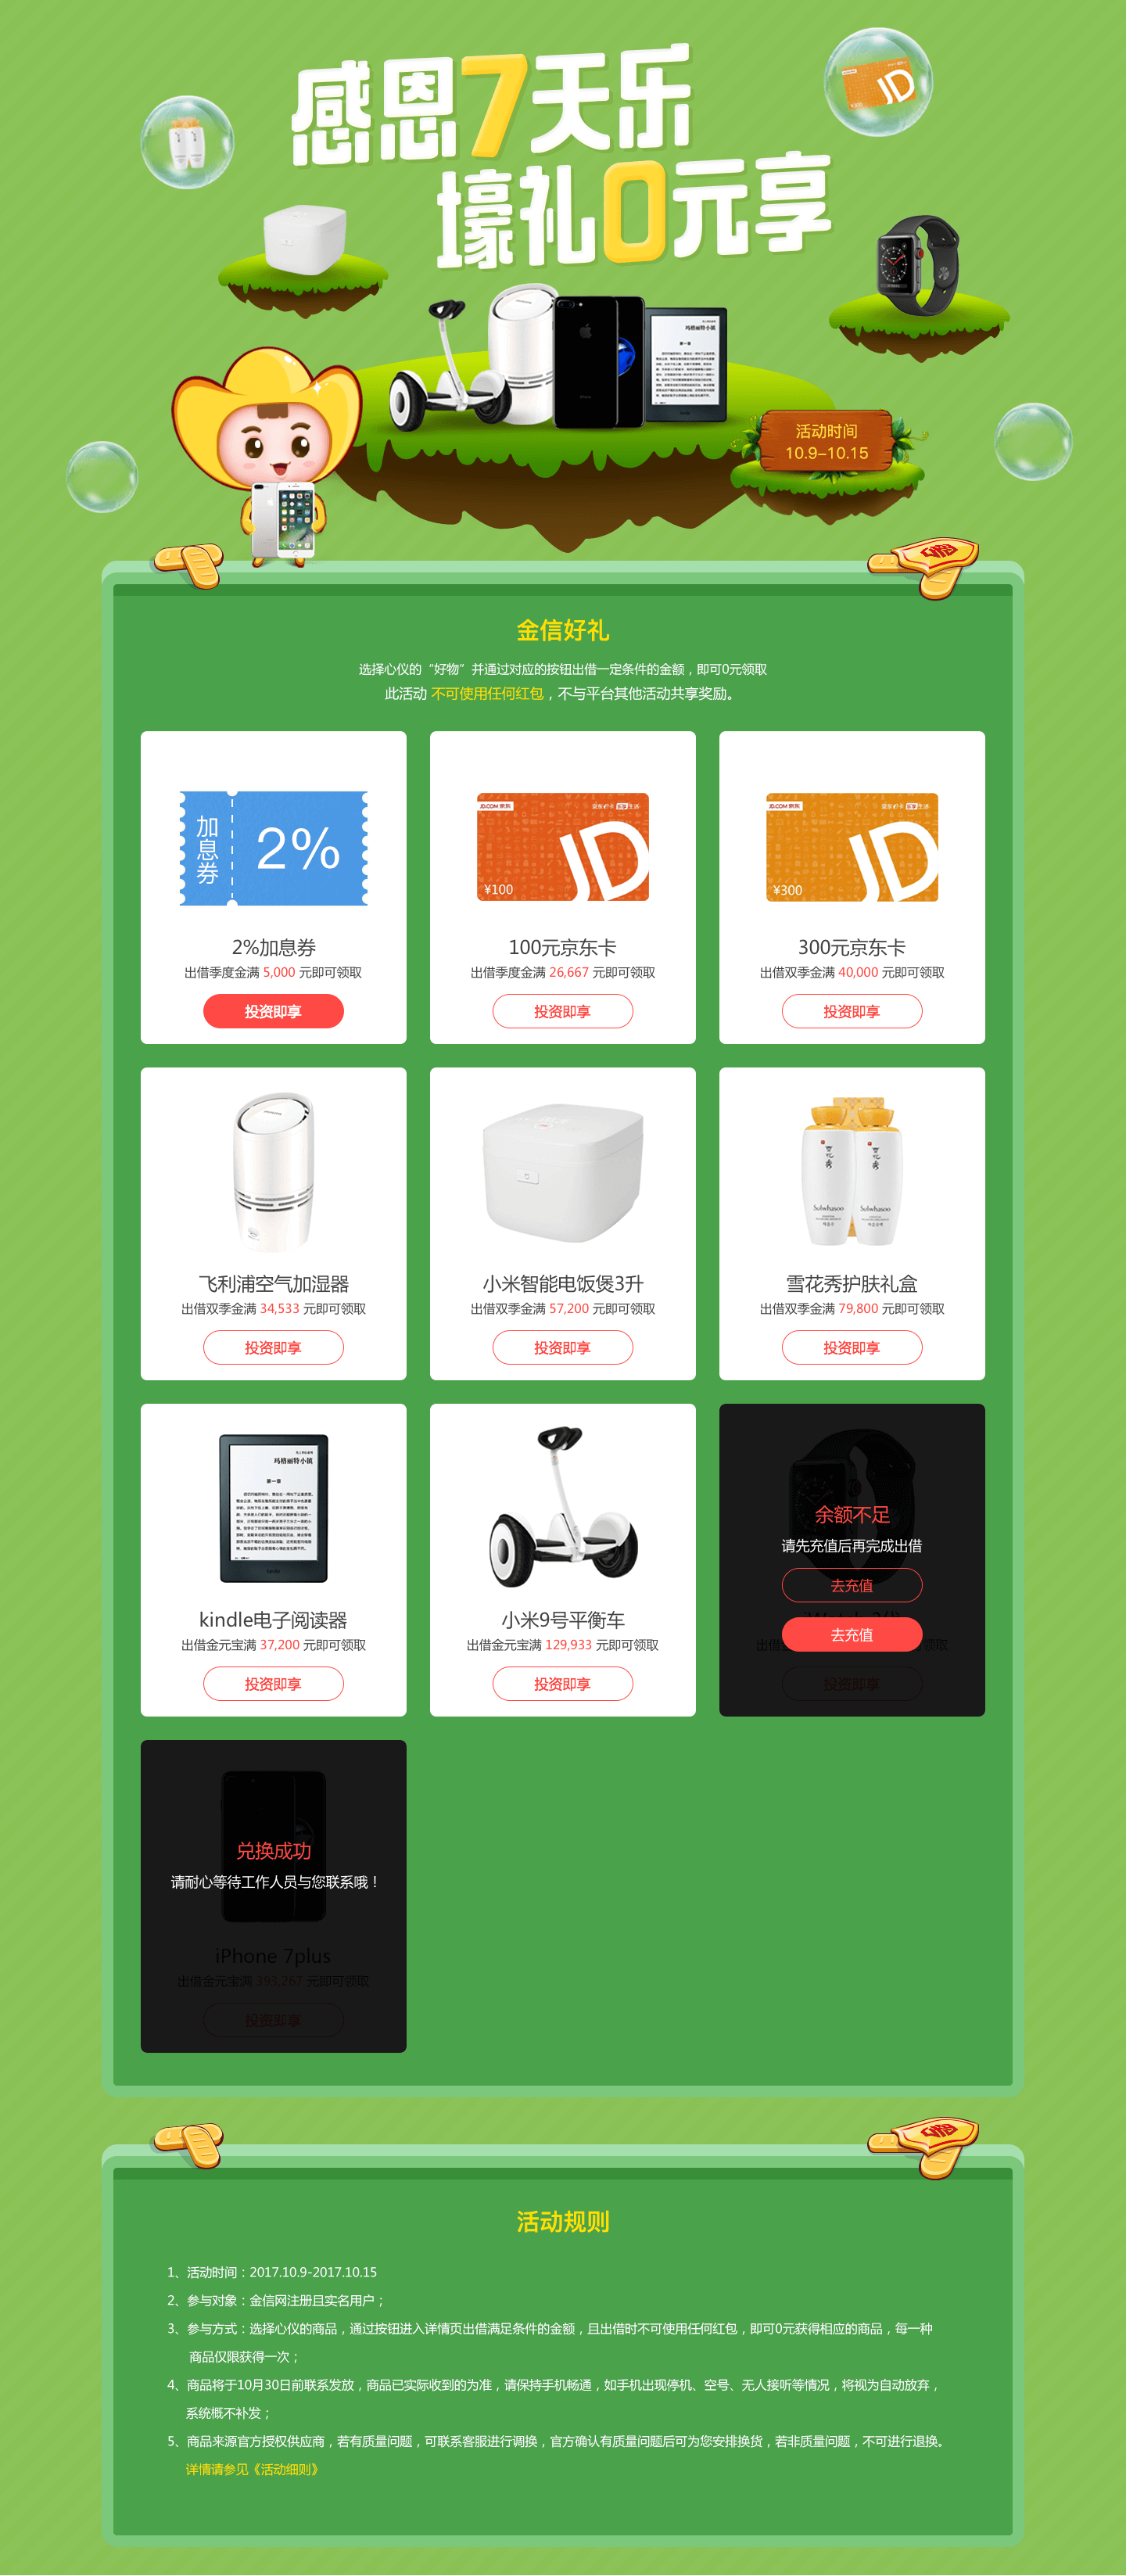 感恩7天乐
壕礼0元享
活动时间
10.9-10.15
金信好礼
选择心仪的“好物”并通过对应的按钮出借一定条件的金额，即可0元领取
此活动 不可使用任何红包，不与平台其他活动共享奖励。
加息券
2%
2%加息券
出借季度金满 5,000 元即可领取
投资即享
JD.COM 京东
JD
¥100
100元京东卡
出借季度金满 26,667 元即可领取
投资即享
JD.COM 京东
JD
¥300
300元京东卡
出借双季金满 40,000 元即可领取
投资即享
飞利浦空气加湿器
出借双季金满 34,533 元即可领取
投资即享
小米智能电饭煲3升
出借双季金满 57,200 元即可领取
投资即享
Sulwhasoo
Sulwhasoo
雪花秀护肤礼盒
出借双季金满 79,800 元即可领取
投资即享
玛格丽特小镇
第一章
kindle电子阅读器
出借金元宝满 37,200 元即可领取
投资即享
小米9号平衡车
出借金元宝满 129,933 元即可领取
投资即享
余额不足
请先充值后再完成出借
去充值
去充值
投资即享
兑换成功
请耐心等待工作人员与您联系哦！
iPhone 7plus
出借金元宝满 393,267 元即可领取
投资即享
活动规则
1、活动时间：2017.10.9-2017.10.15
2、参与对象：金信网注册且实名用户；
3、参与方式：选择心仪的商品，通过按钮进入详情页出借满足条件的金额，且出借时不可使用任何红包，即可0元获得相应的商品，每一种
商品仅限获得一次；
4、商品将于10月30日前联系发放，商品已实际收到的为准，请保持手机畅通，如手机出现停机、空号、无人接听等情况，将视为自动放弃，
系统概不补发；
5、商品来源官方授权供应商，若有质量问题，可联系客服进行调换，官方确认有质量问题后可为您安排换货，若非质量问题，不可进行退换。
详情请参见《活动细则》